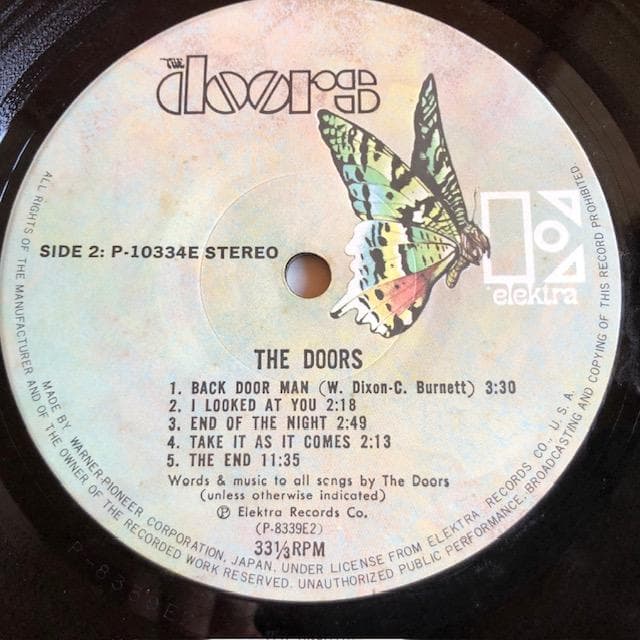 THE
doors
elektra
SIDE 2: P-10334E STEREO
THE DOORS
1. BACK DOOR MAN (W. Dixon-C. Burnett) 3:30
2. I LOOKED AT YOU 2:18
3. END OF THE NIGHT 2:49
4. TAKE IT AS IT COMES 2:13
5. THE END 11:35
Words & music to all songs by The Doors
(unless otherwise indicated)
Ⓟ Elektra Records Co.
(P-8339E2)
33⅓RPM
MADE BY WARNER-PIONEER CORPORATION, JAPAN. UNDER LICENSE FROM ELEKTRA RECORDS CO., U.S.A.
ALL RIGHTS OF THE MANUFACTURER AND OF THE OWNER OF THE RECORDED WORK RESERVED. UNAUTHORIZED PUBLIC PERFORMANCE, BROADCASTING AND COPYING OF THIS RECORD PROHIBITED.